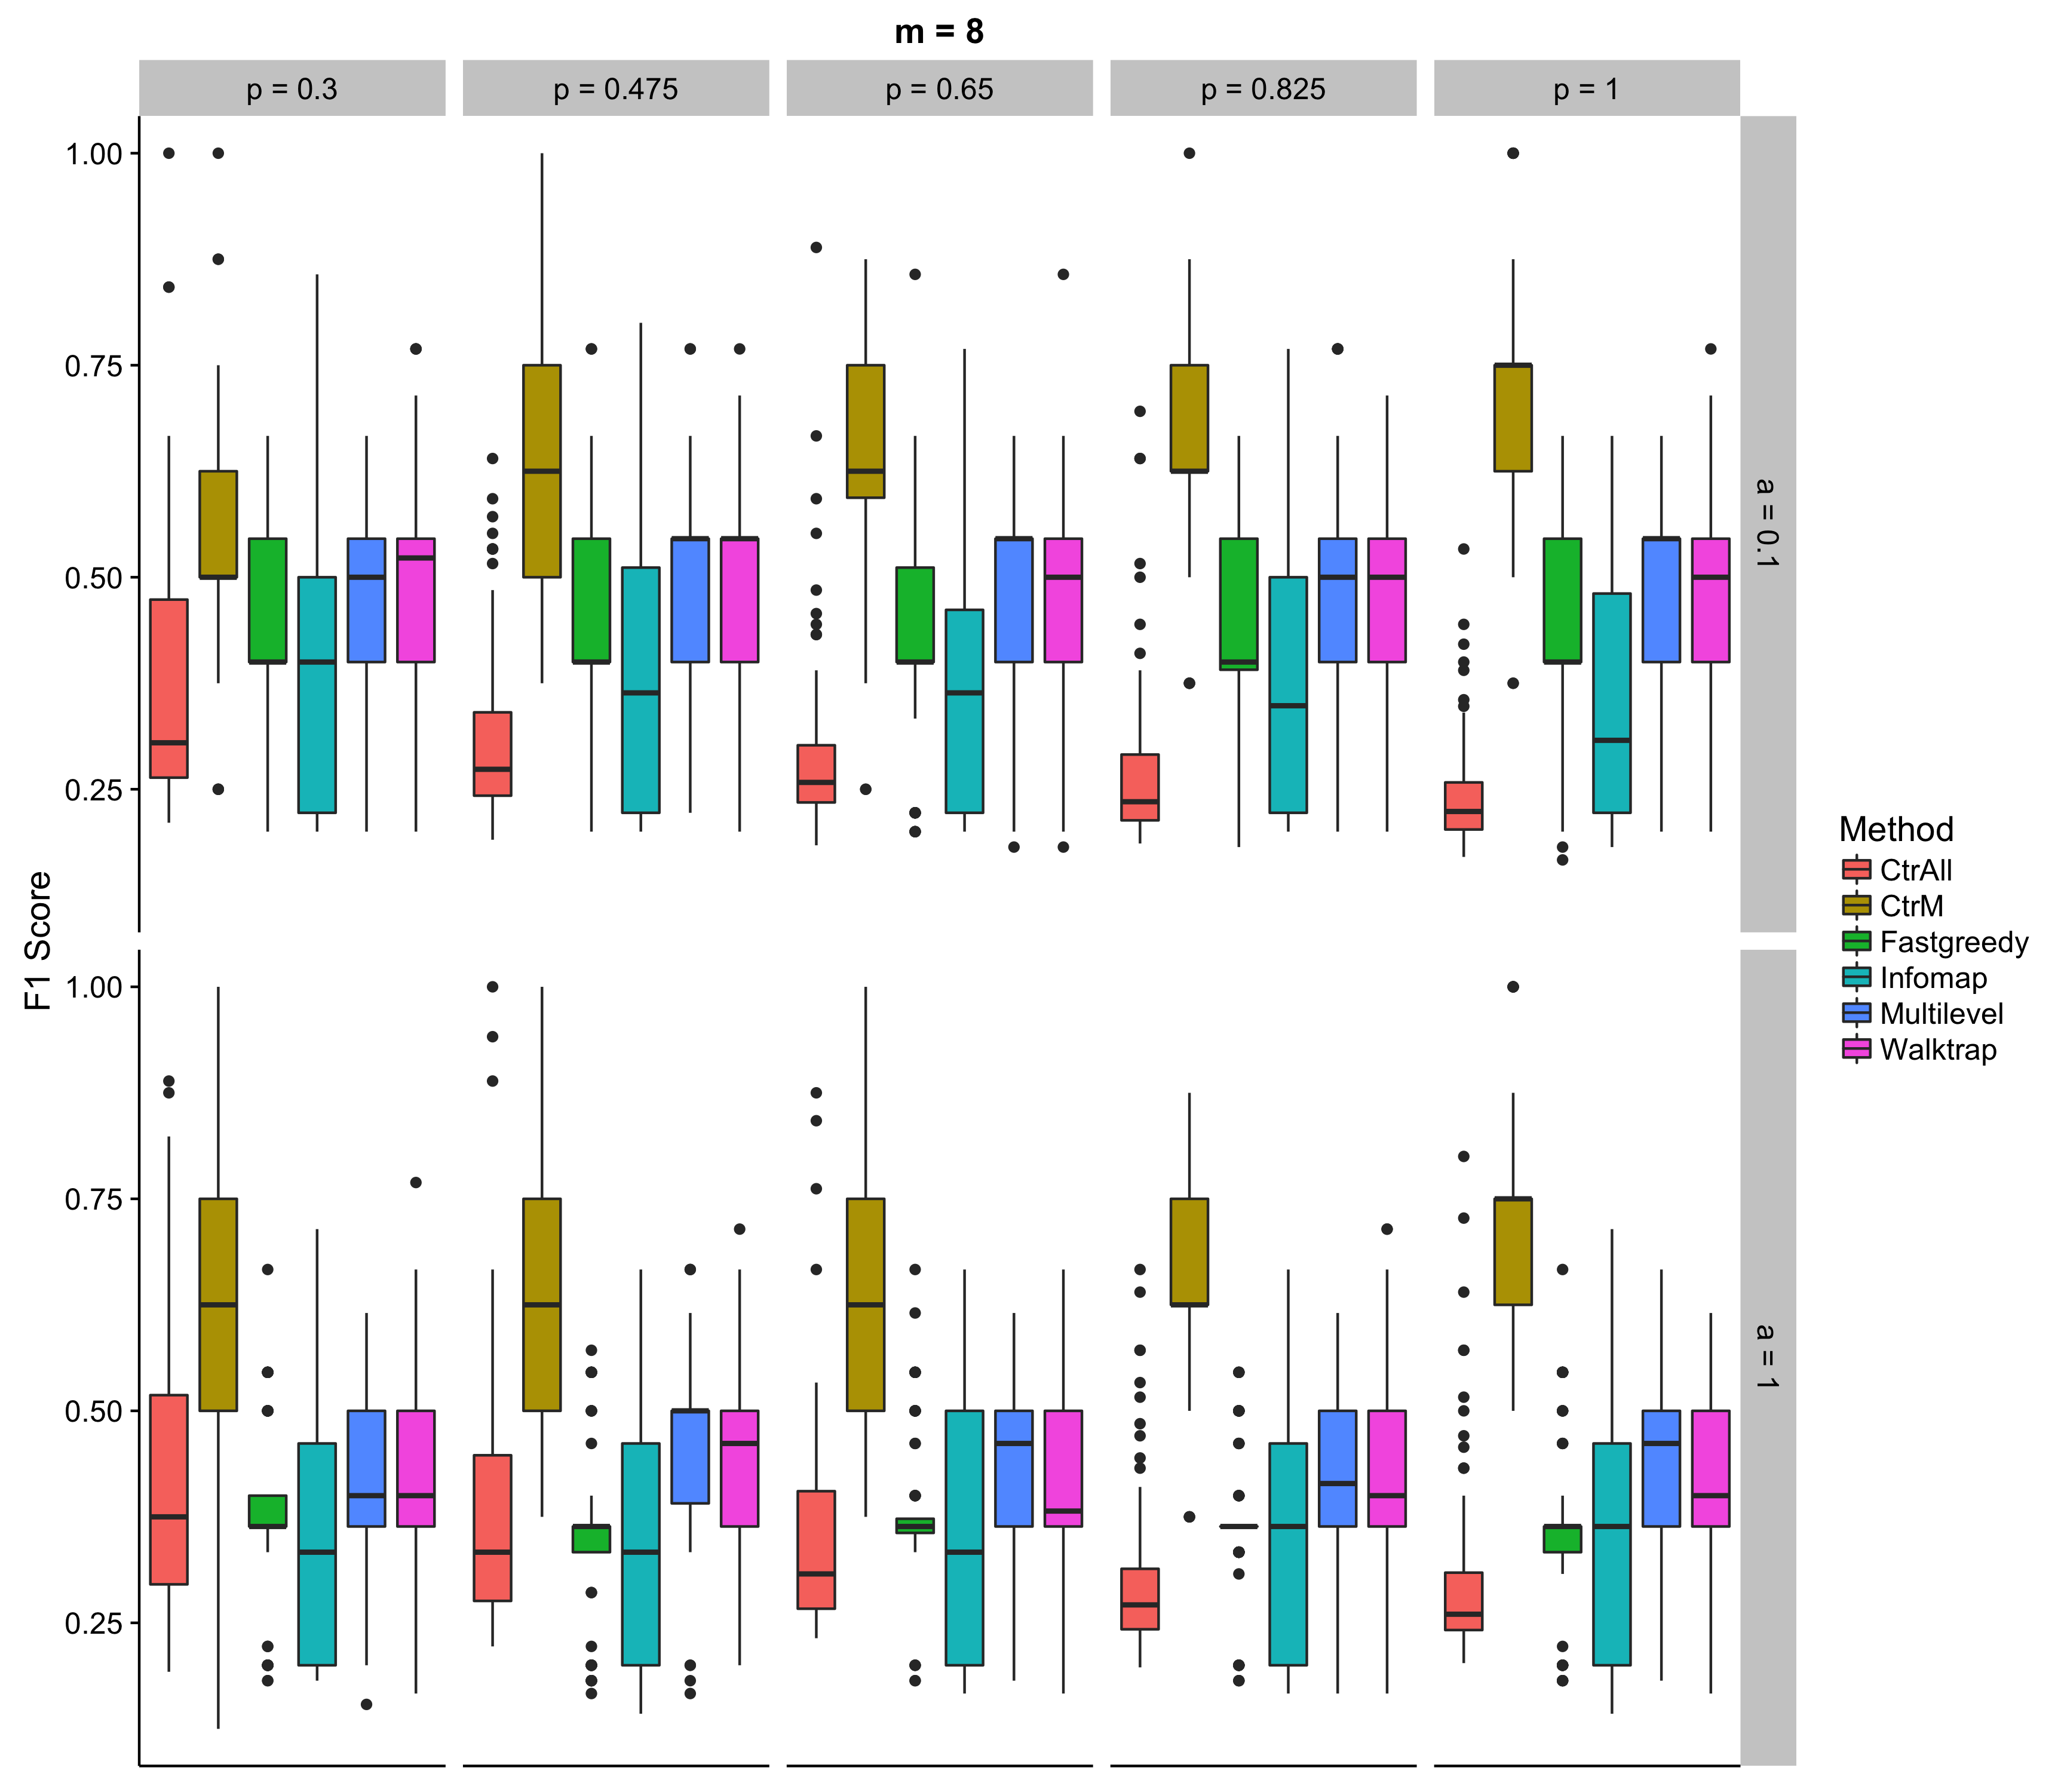 m = 8
p = 0.3
p = 0.475
p = 0.65
p = 0.825
p = 1
1.00
0.75
0.50
0.25
a = 0.1
F1 Score
1.00
0.75
0.50
0.25
a = 1
Method
CtrAll
CtrM
Fastgreedy
Infomap
Multilevel
Walktrap